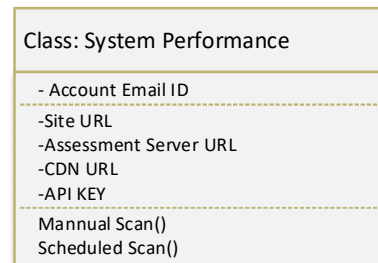 Class: System Performance
- Account Email ID
-Site URL
-Assessment Server URL
-CDN URL
-API KEY
Mannual Scan()
Scheduled Scan()